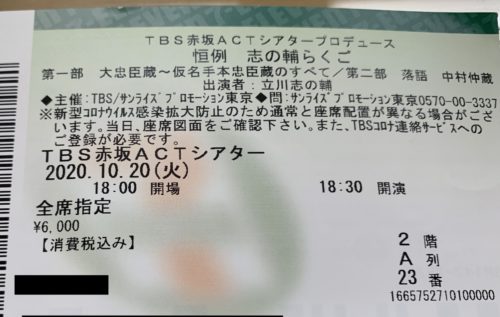 TBS赤坂ACTシアタープロデュース
恒例 志の輔らくご
第一部 大忠臣蔵〜仮名手本忠臣蔵のすべて/第二部 落語 中村仲蔵
出演者:立川志の輔
◆主催:TBS/サンライズプロモーション東京◆問:サンライズプロモーション東京0570-00-3337
※新型コロナウイルス感染拡大防止のため通常と座席配置が異なる場合がござ
います。当日、座席図面をご確認下さい。また、TBSコロナ連絡サービスへの
ご登録が必要です。
TBS赤坂ACTシアター
2020.10.20(火)
18:00 開場 18:30 開演
全席指定
¥6,000
【消費税込み】
2 階
A 列
23 番
1665752710100000